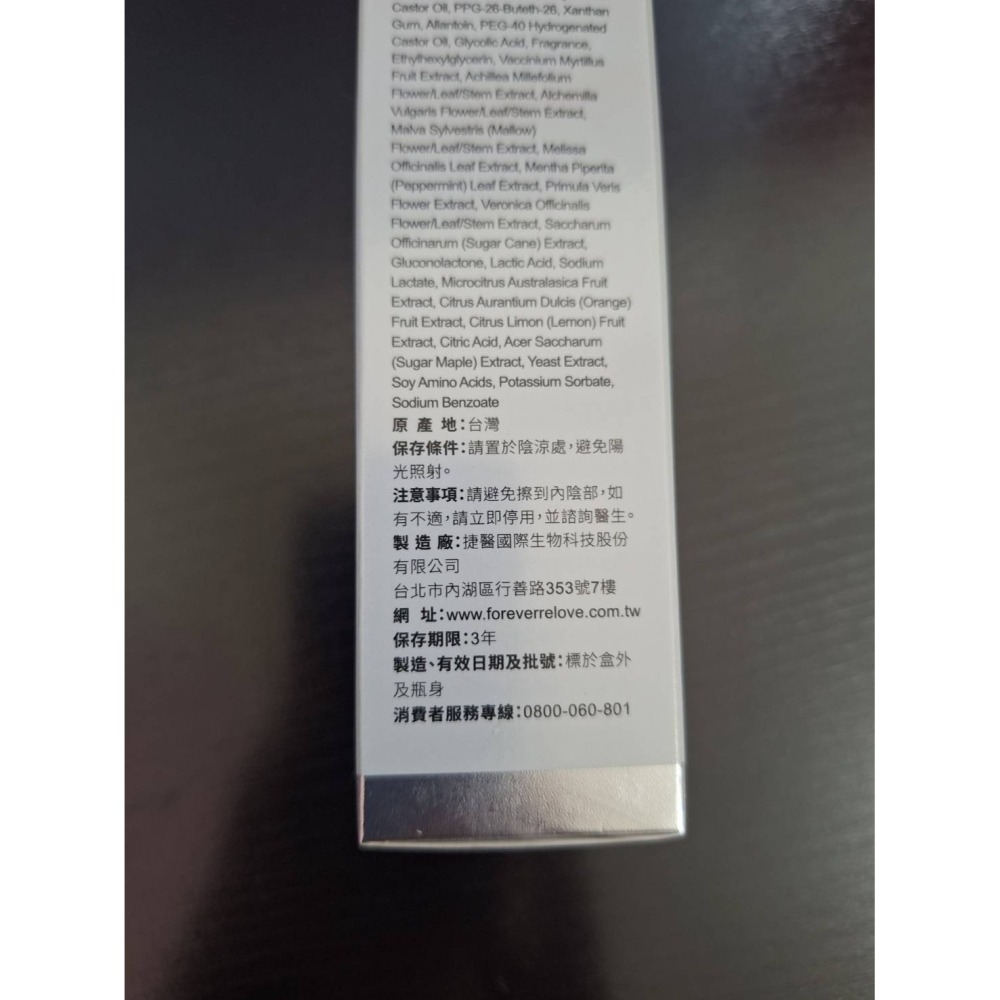 Castor Oil, PPG-26-Buteth-26, Xanthan
Gum, Allantoin, PEG-40 Hydrogenated
Castor Oil, Glycolic Acid, Fragrance,
Ethylhexylglycerin, Vaccinium Myrtillus
Fruit Extract, Achillea Millefolium
Flower/Leaf/Stem Extract, Alchemilla
Vulgaris Flower/Leaf/Stem Extract,
Malva Sylvestris (Mallow)
Flower/Leaf/Stem Extract, Melissa
Officinalis Leaf Extract, Mentha Piperita
(Peppermint) Leaf Extract, Primula Veris
Flower Extract, Veronica Officinalis
Flower/Leaf/Stem Extract, Saccharum
Officinarum (Sugar Cane) Extract,
Gluconolactone, Lactic Acid, Sodium
Lactate, Microcitrus Australasica Fruit
Extract, Citrus Aurantium Dulcis (Orange)
Fruit Extract, Citrus Limon (Lemon) Fruit
Extract, Citric Acid, Acer Saccharum
(Sugar Maple) Extract, Yeast Extract,
Soy Amino Acids, Potassium Sorbate,
Sodium Benzoate
原 產 地:台灣
保存條件:請置於陰涼處,避免陽
光照射。
注意事項:請避免擦到內陰部,如
有不適,請立即停用,並諮詢醫生。
製 造 廠:捷醫國際生物科技股份
有限公司
台北市內湖區行善路353號7樓
網 址:www.foreverrelove.com.tw
保存期限:3年
製造、有效日期及批號:標於盒外
及瓶身
消費者服務專線:0800-060-801